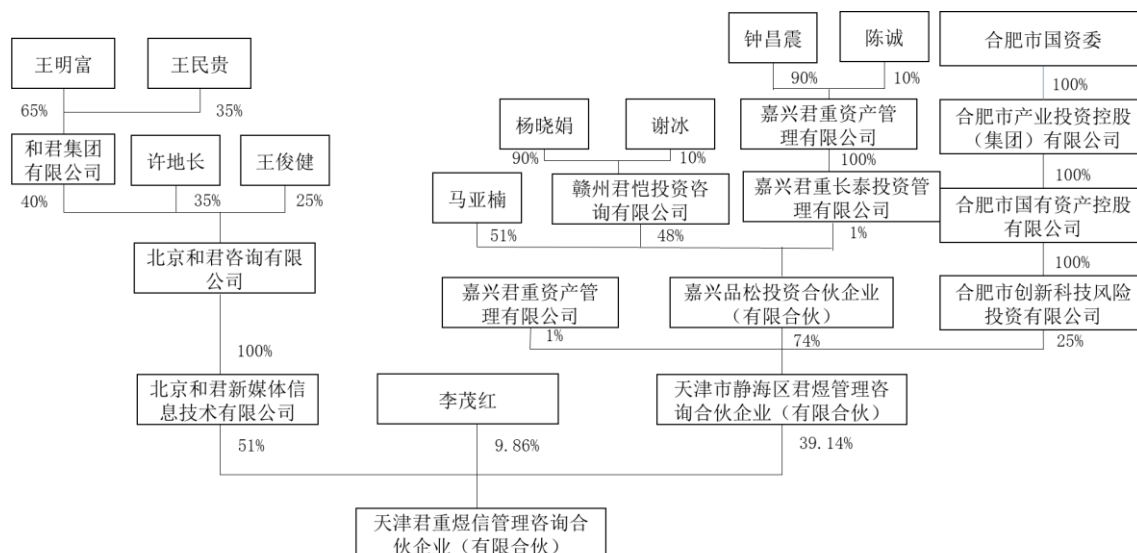 钟昌震
陈诚
合肥市国资委
王明富
王民贵
90%
10%
100%
65%
35%
杨晓娟
谢冰
嘉兴君重资产管
理有限公司
合肥市产业投资控股
（集团）有限公司
和君集团
有限公司
许地长
王俊健
90%
10%
100%
100%
40%
35%
25%
马亚楠
赣州君恺投资咨
询有限公司
嘉兴君重长泰投资管
理有限公司
合肥市国有资产控股
有限公司
51%
48%
1%
北京和君咨询有限
公司
100%
嘉兴君重资产管
理有限公司
嘉兴品松投资合伙企业
（有限合伙）
合肥市创新科技风险
投资有限公司
1%
74%
25%
100%
北京和君新媒体信
息技术有限公司
李茂红
天津市静海区君煜管理咨
询合伙企业（有限合伙）
51%
9.86%
39.14%
天津君重煜信管理咨询合
伙企业（有限合伙）